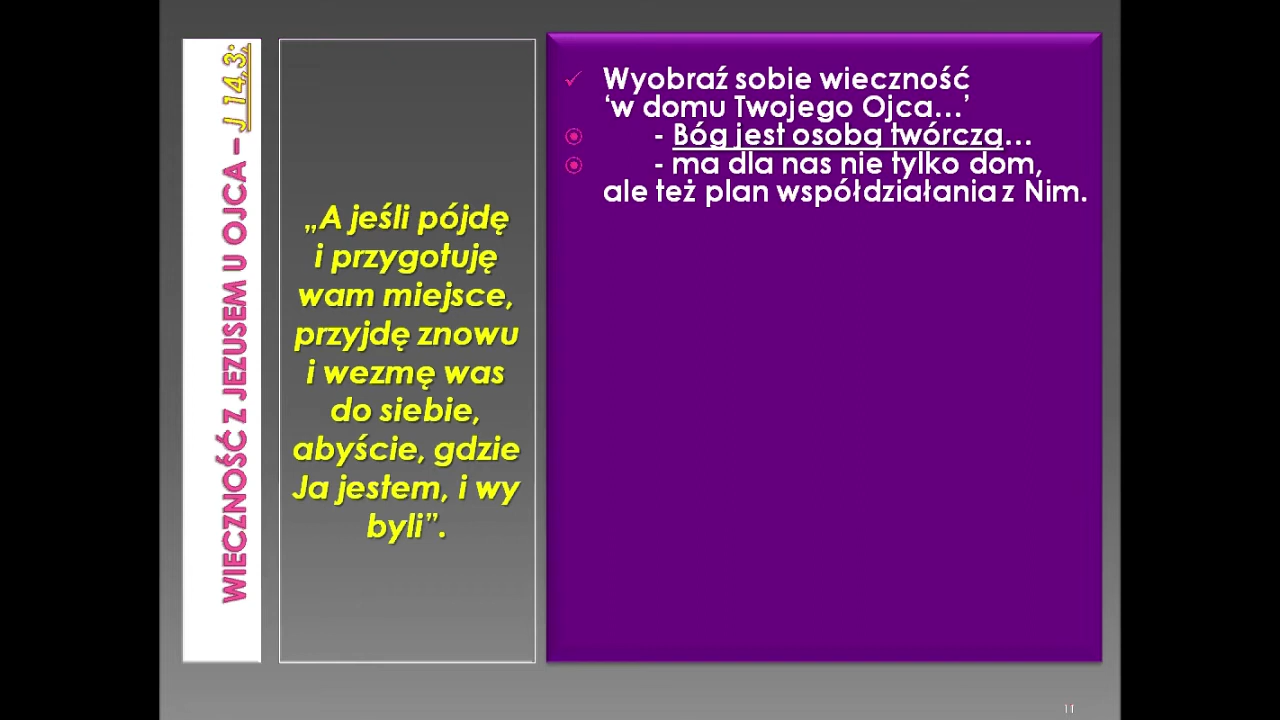 WIECZNOŚĆ Z JEZUSEM U OJCA – J 14,3:
„A jeśli pójdę
i przygotuję
wam miejsce,
przyjdę znowu
i wezmę was
do siebie,
abyście, gdzie
Ja jestem, i wy
byli”.
✓ Wyobraź sobie wieczność
‘w domu Twojego Ojca…’
- Bóg jest osobą twórczą…
- ma dla nas nie tylko dom,
ale też plan współdziałania z Nim.
11